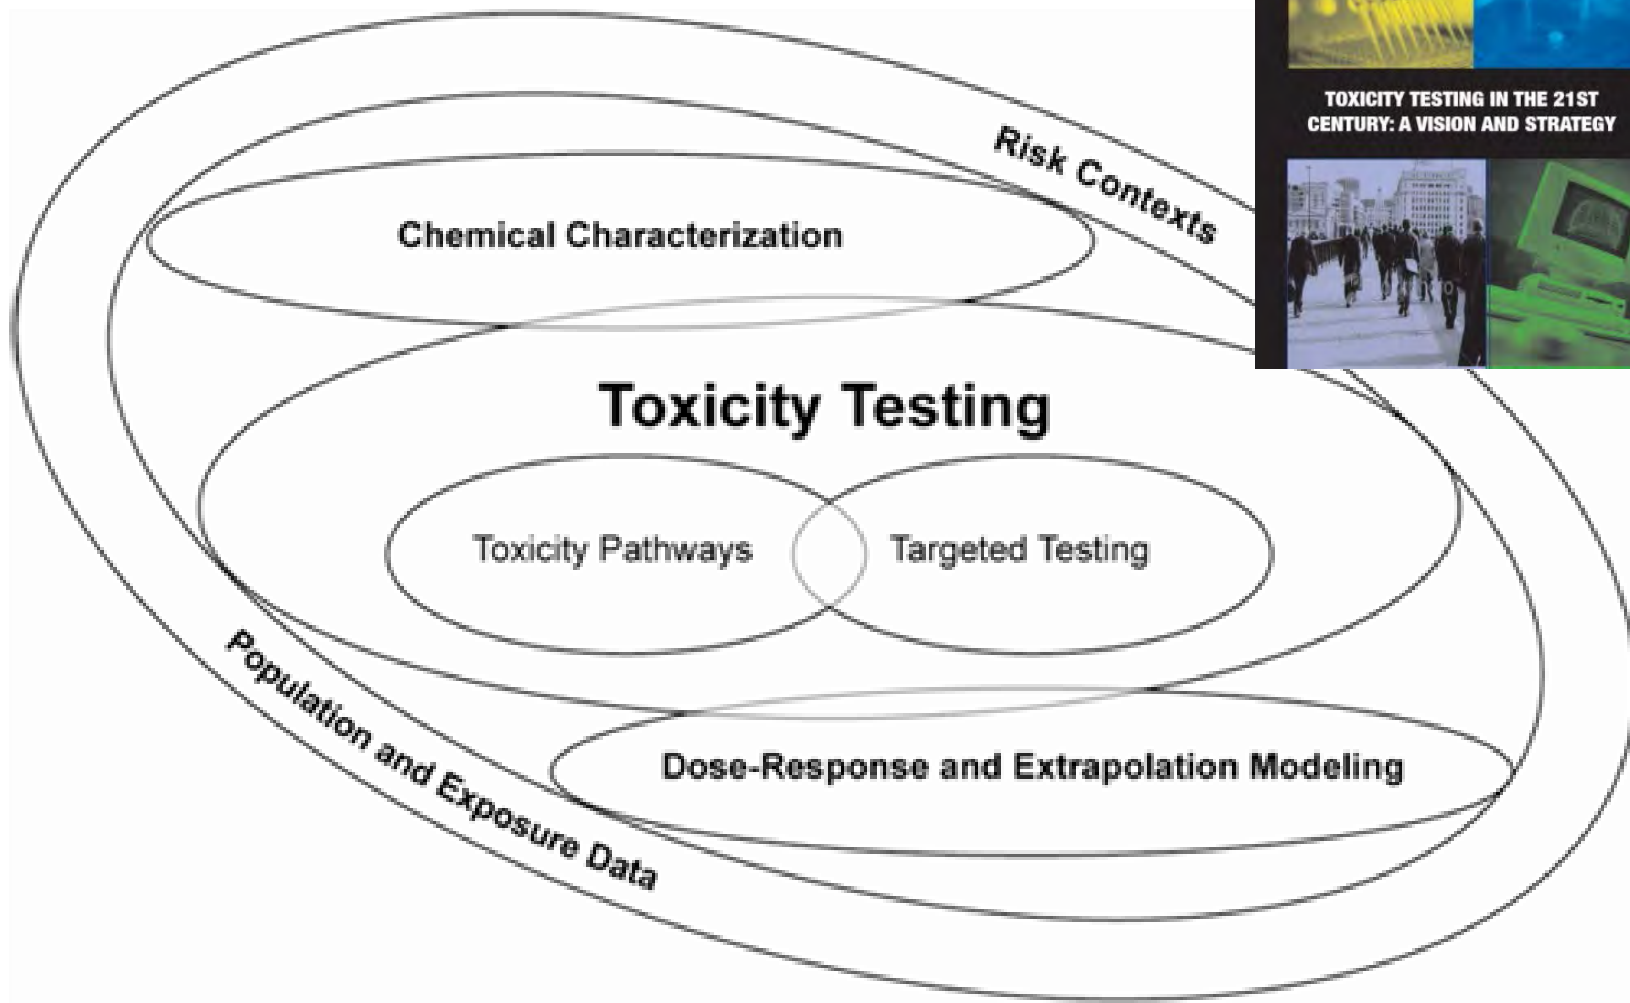 TOXICITY TESTING IN THE 21ST
CENTURY: A VISION AND STRATEGY
Risk Contexts
Chemical Characterization
Toxicity Testing
Toxicity Pathways
Targeted Testing
Population and Exposure Data
Dose-Response and Extrapolation Modeling